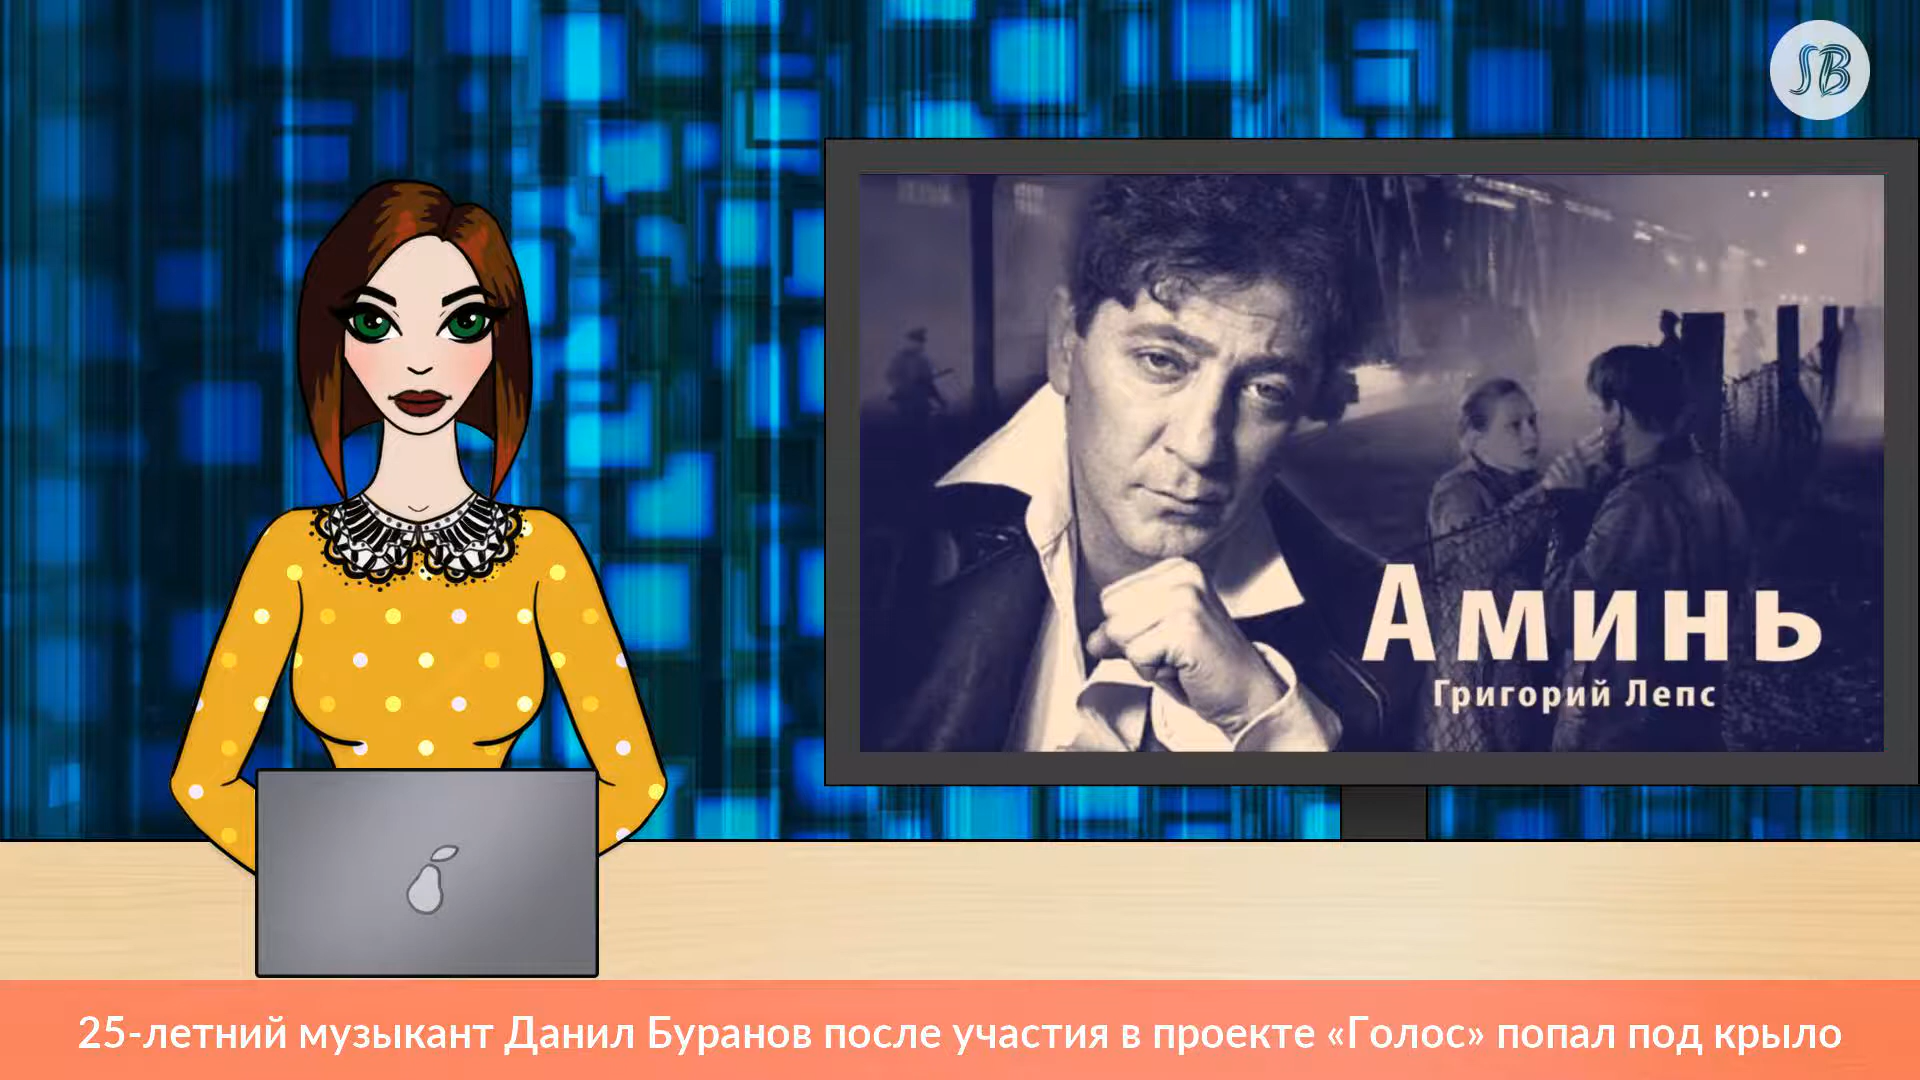 SB
Аминь
Григорий Лепс
25-летний музыкант Данил Буранов после участия в проекте «Голос» попал под крыло